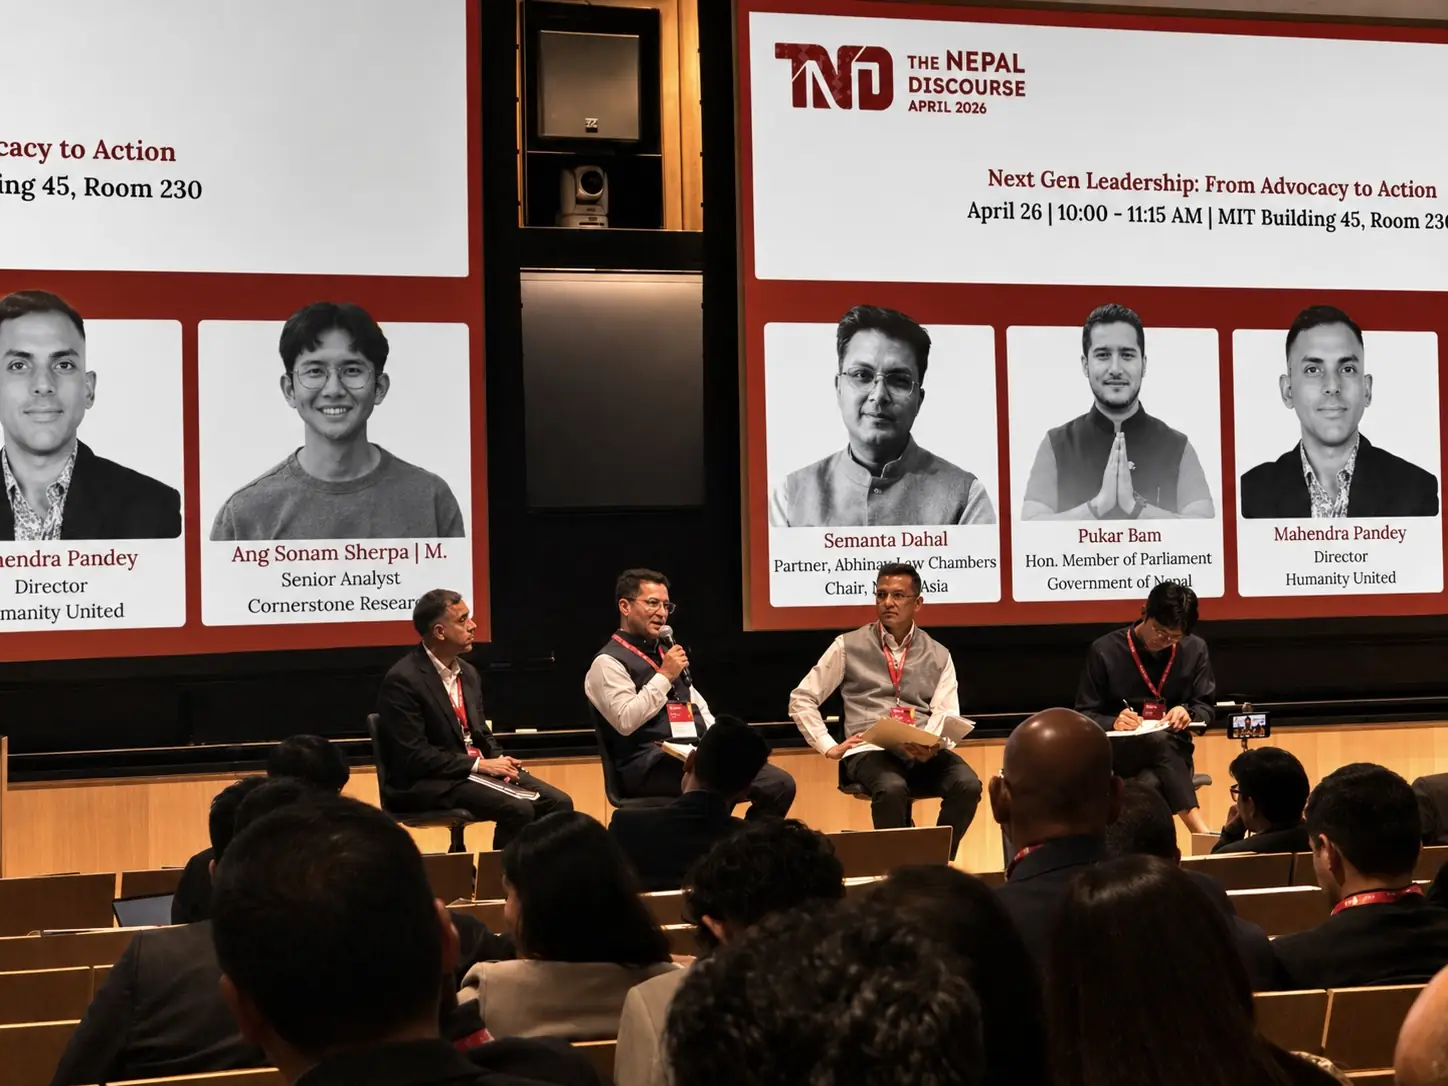 cacy to Action
ing 45, Room 230
hendra Pandey
Director
manity United
Ang Sonam Sherpa | M.
Senior Analyst
Cornerstone Researc
TND
THE NEPAL
DISCOURSE
APRIL 2026
Next Gen Leadership: From Advocacy to Action
April 26 | 10:00 - 11:15 AM | MIT Building 45, Room 230
Semanta Dahal
Partner, Abhinav Law Chambers
Chair, Asia
Pukar Bam
Hon. Member of Parliament
Government of Nepal
Mahendra Pandey
Director
Humanity United